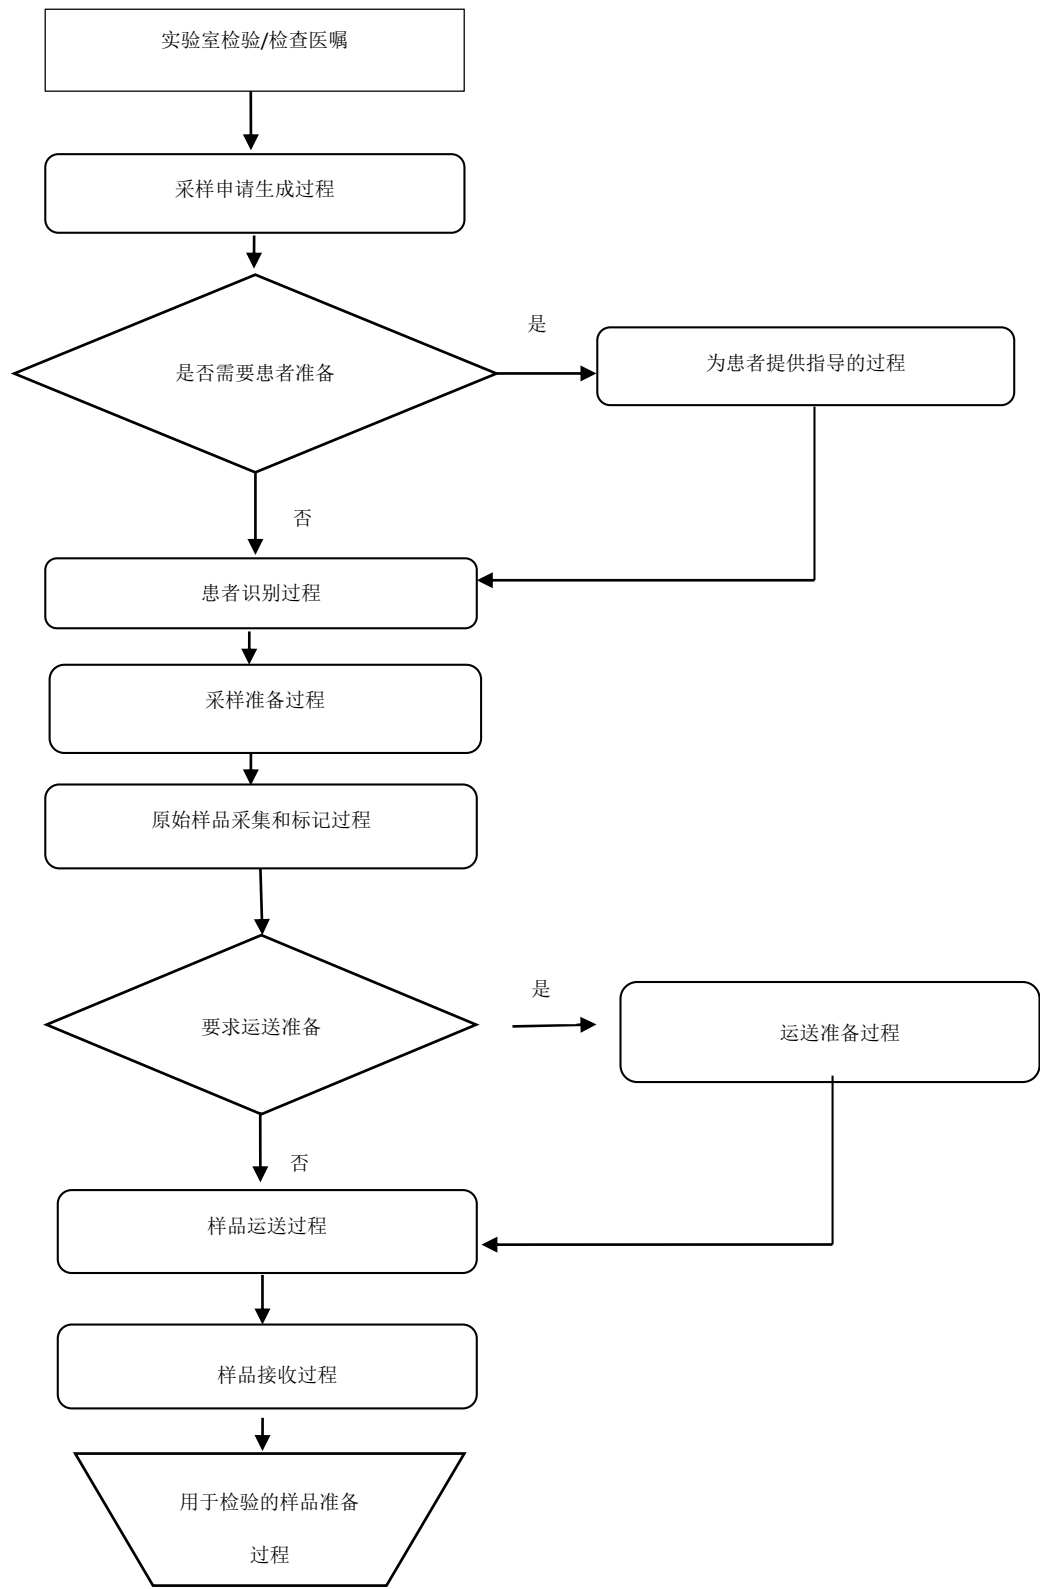 实验室检验/检查医嘱
采样申请生成过程
是否需要患者准备
是
为患者提供指导的过程
否
患者识别过程
采样准备过程
原始样品采集和标记过程
要求运送准备
是
运送准备过程
否
样品运送过程
样品接收过程
用于检验的样品准备
过程